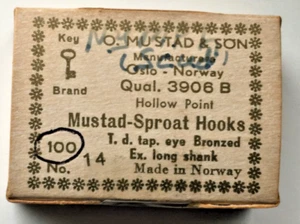 Key O. MUSTAD & SÖN
Manufacturers
Oslo - Norway
Brand Qual. 3906 B
Hollow Point
Mustad-Sproat Hooks
100 T. d. tap. eye Bronzed
No. 14 Ex. long shank
Made in Norway